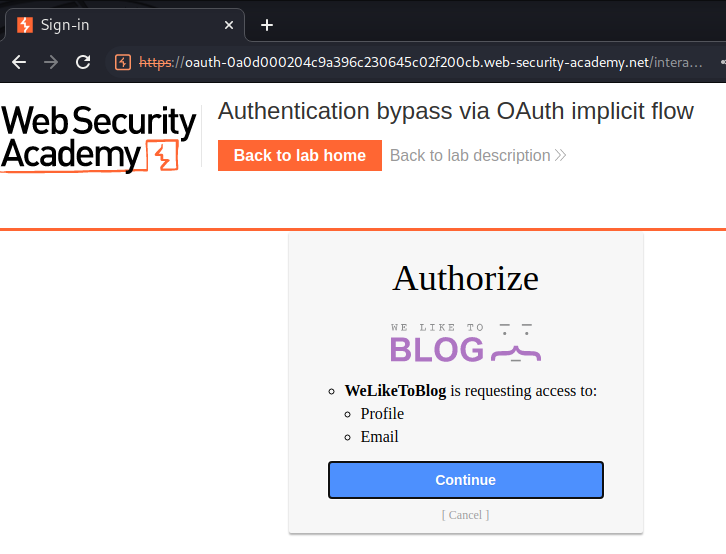 Sign-in
https://oauth-0a0d000204c9a396c230645c02f200cb.web-security-academy.net/intera...
WebSecurity
Academy
Authentication bypass via OAuth implicit flow
Back to lab home
Back to lab description
Authorize
WE LIKE TO
BLOG
WeLikeToBlog is requesting access to:
Profile
Email
Continue
[ Cancel ]